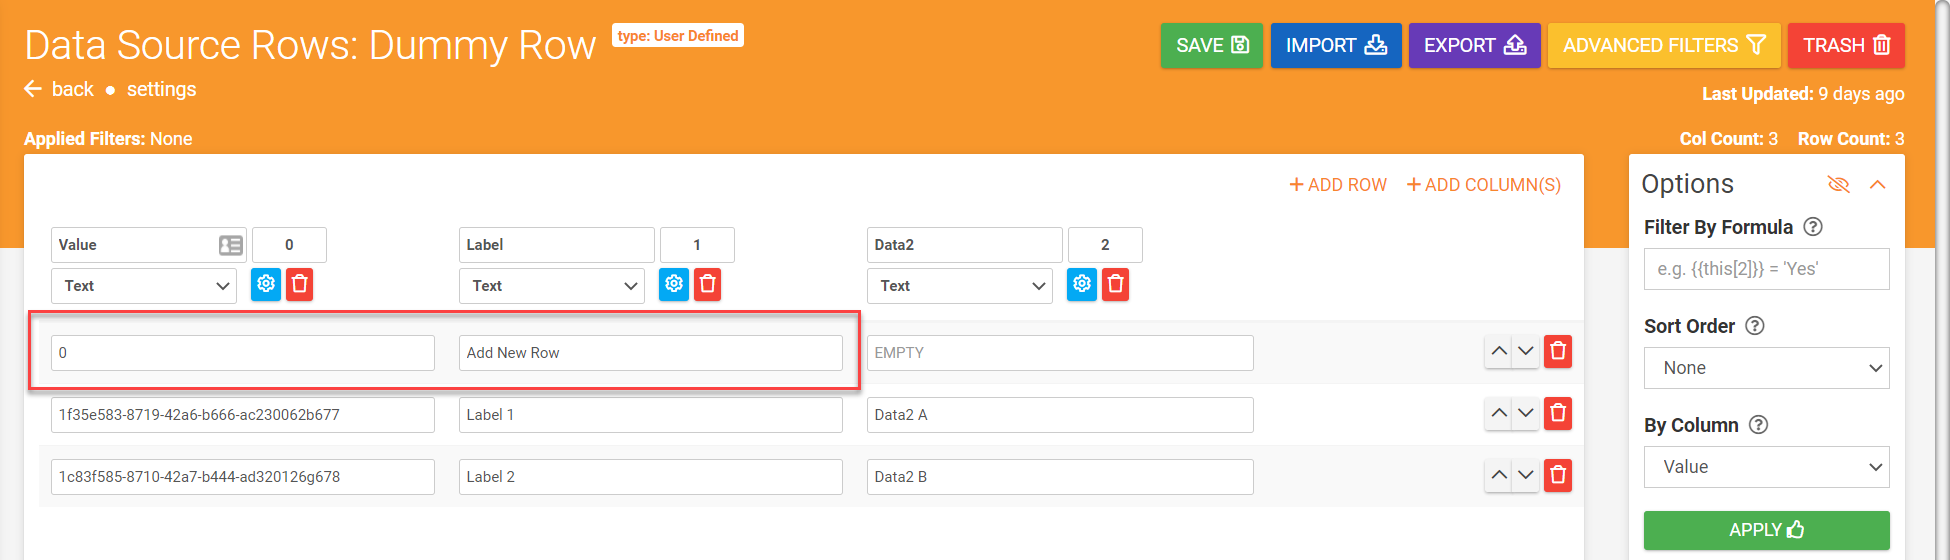 Data Source Rows: Dummy Row type: User Defined
SAVE IMPORT EXPORT ADVANCED FILTERS TRASH
back • settings
Last Updated: 9 days ago
Applied Filters: None
Col Count: 3 Row Count: 3
+ ADD ROW + ADD COLUMN(S)
Value 0 Label 1 Data2 2
Text Text Text
0 Add New Row EMPTY
1f35e583-8719-42a6-b666-ac230062b677 Label 1 Data2 A
1c83f585-8710-42a7-b444-ad320126g678 Label 2 Data2 B
Options
Filter By Formula ?
e.g. {{this[2]}} = 'Yes'
Sort Order ?
None
By Column ?
Value
APPLY